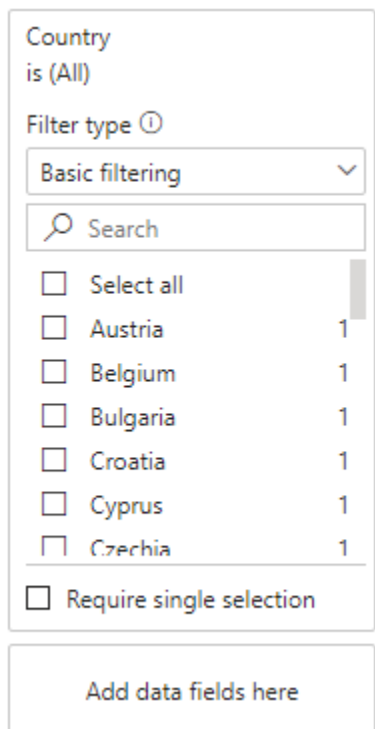 Country
is (All)
Filter type
Basic filtering
Search
Select all
Austria 1
Belgium 1
Bulgaria 1
Croatia 1
Cyprus 1
Czechia 1
Require single selection
Add data fields here